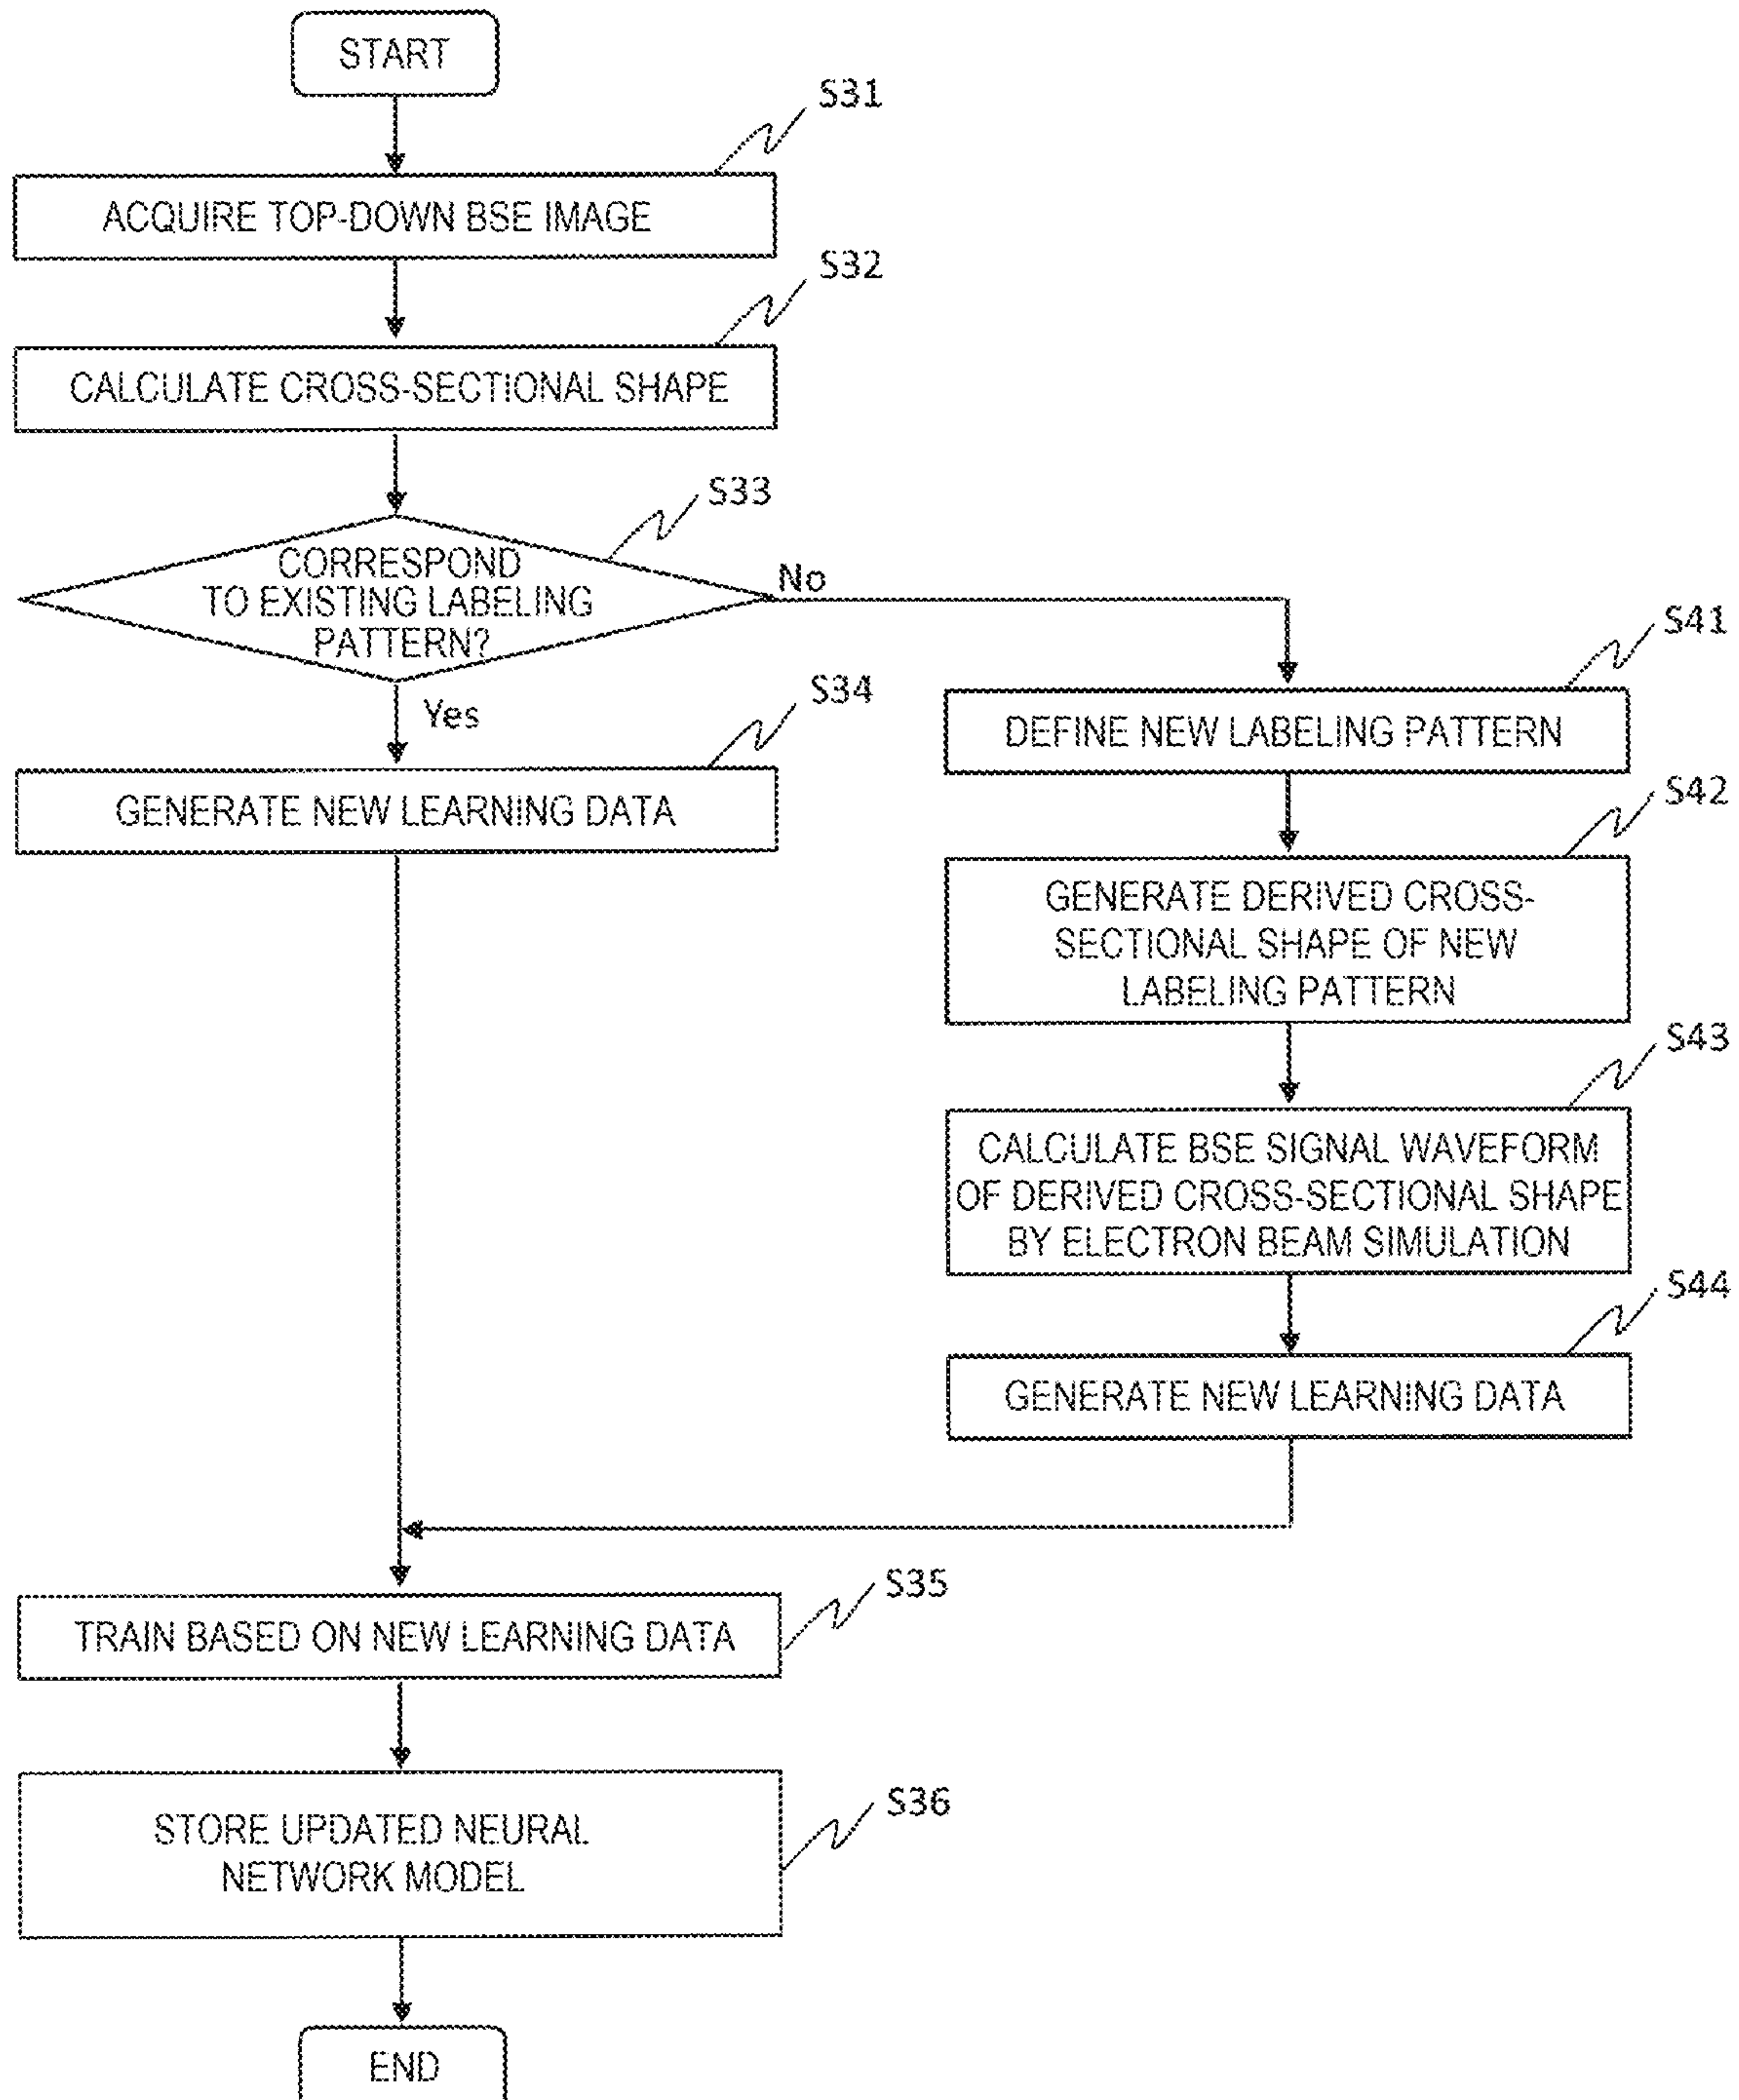 START
S31
ACQUIRE TOP-DOWN BSE IMAGE
S32
CALCULATE CROSS-SECTIONAL SHAPE
S33
CORRESPOND
TO EXISTING LABELING
PATTERN?
No
Yes
S34
GENERATE NEW LEARNING DATA
S41
DEFINE NEW LABELING PATTERN
S42
GENERATE DERIVED CROSS-
SECTIONAL SHAPE OF NEW
LABELING PATTERN
S43
CALCULATE BSE SIGNAL WAVEFORM
OF DERIVED CROSS-SECTIONAL SHAPE
BY ELECTRON BEAM SIMULATION
S44
GENERATE NEW LEARNING DATA
S35
TRAIN BASED ON NEW LEARNING DATA
S36
STORE UPDATED NEURAL
NETWORK MODEL
END